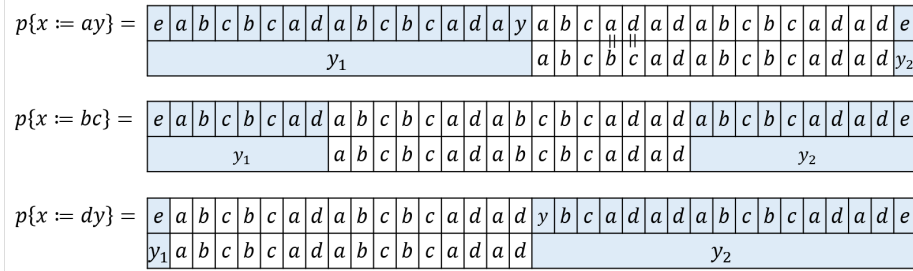 p{x := ay} = e a b c b c a d a b c b c a d a y a b c a d a d a b c b c a d a d e
‖ ‖
y₁ a b c b c a d a b c b c a d a d y₂
p{x := bc} = e a b c b c a d a b c b c a d a b c b c a d a d a b c b c a d a d e
y₁ a b c b c a d a b c b c a d a d y₂
p{x := dy} = e a b c b c a d a b c b c a d a d y b c a d a d a b c b c a d a d e
y₁ a b c b c a d a b c b c a d a d y₂